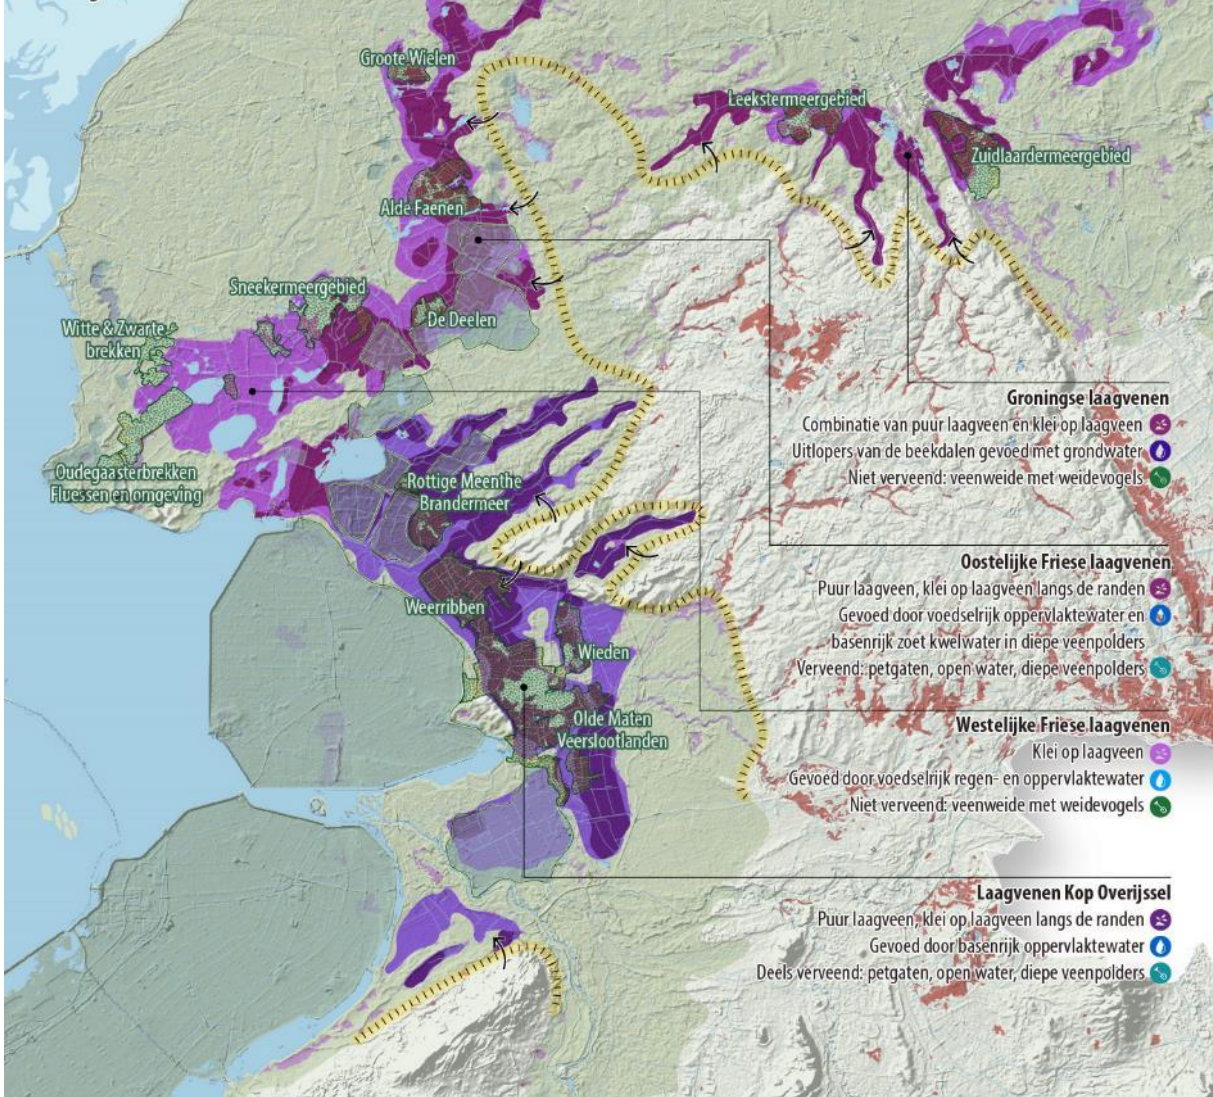 Groote Wielen
Leekstermeergebied
Zuidlaardermeergebied
Alde Faenen
Sneekermeergebied
De Deelen
Witte & Zwarte
brekken
Oudegaasterbrekken
Fluessen en omgeving
Rottige Meenthe
Brandermeer
Weerribben
Wieden
Olde Maten
Veerslootlanden
Groningse laagvenen
Combinatie van puur laagveen en klei op laagveen
Uitlopers van de beekdalen gevoed met grondwater
Niet verveend: veenweide met weidevogels
Oostelijke Friese laagvenen
Puur laagveen, klei op laagveen langs de randen
Gevoed door voedselrijk oppervlaktewater en
basenrijk zoet kwelwater in diepe veenpolders
Verveend: petgaten, open water, diepe veenpolders
Westelijke Friese laagvenen
Klei op laagveen
Gevoed door voedselrijk regen- en oppervlaktewater
Niet verveend: veenweide met weidevogels
Laagvenen Kop Overijssel
Puur laagveen, klei op laagveen langs de randen
Gevoed door basenrijk oppervlaktewater
Deels verveend: petgaten, open water, diepe veenpolders